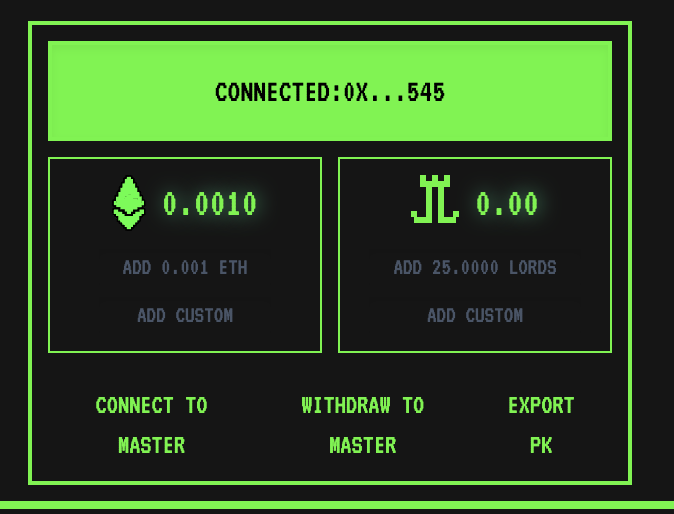 CONNECTED:0X...545
0.0010
0.00
ADD 0.001 ETH
ADD 25.0000 LORDS
ADD CUSTOM
ADD CUSTOM
CONNECT TO
MASTER
WITHDRAW TO
MASTER
EXPORT
PK